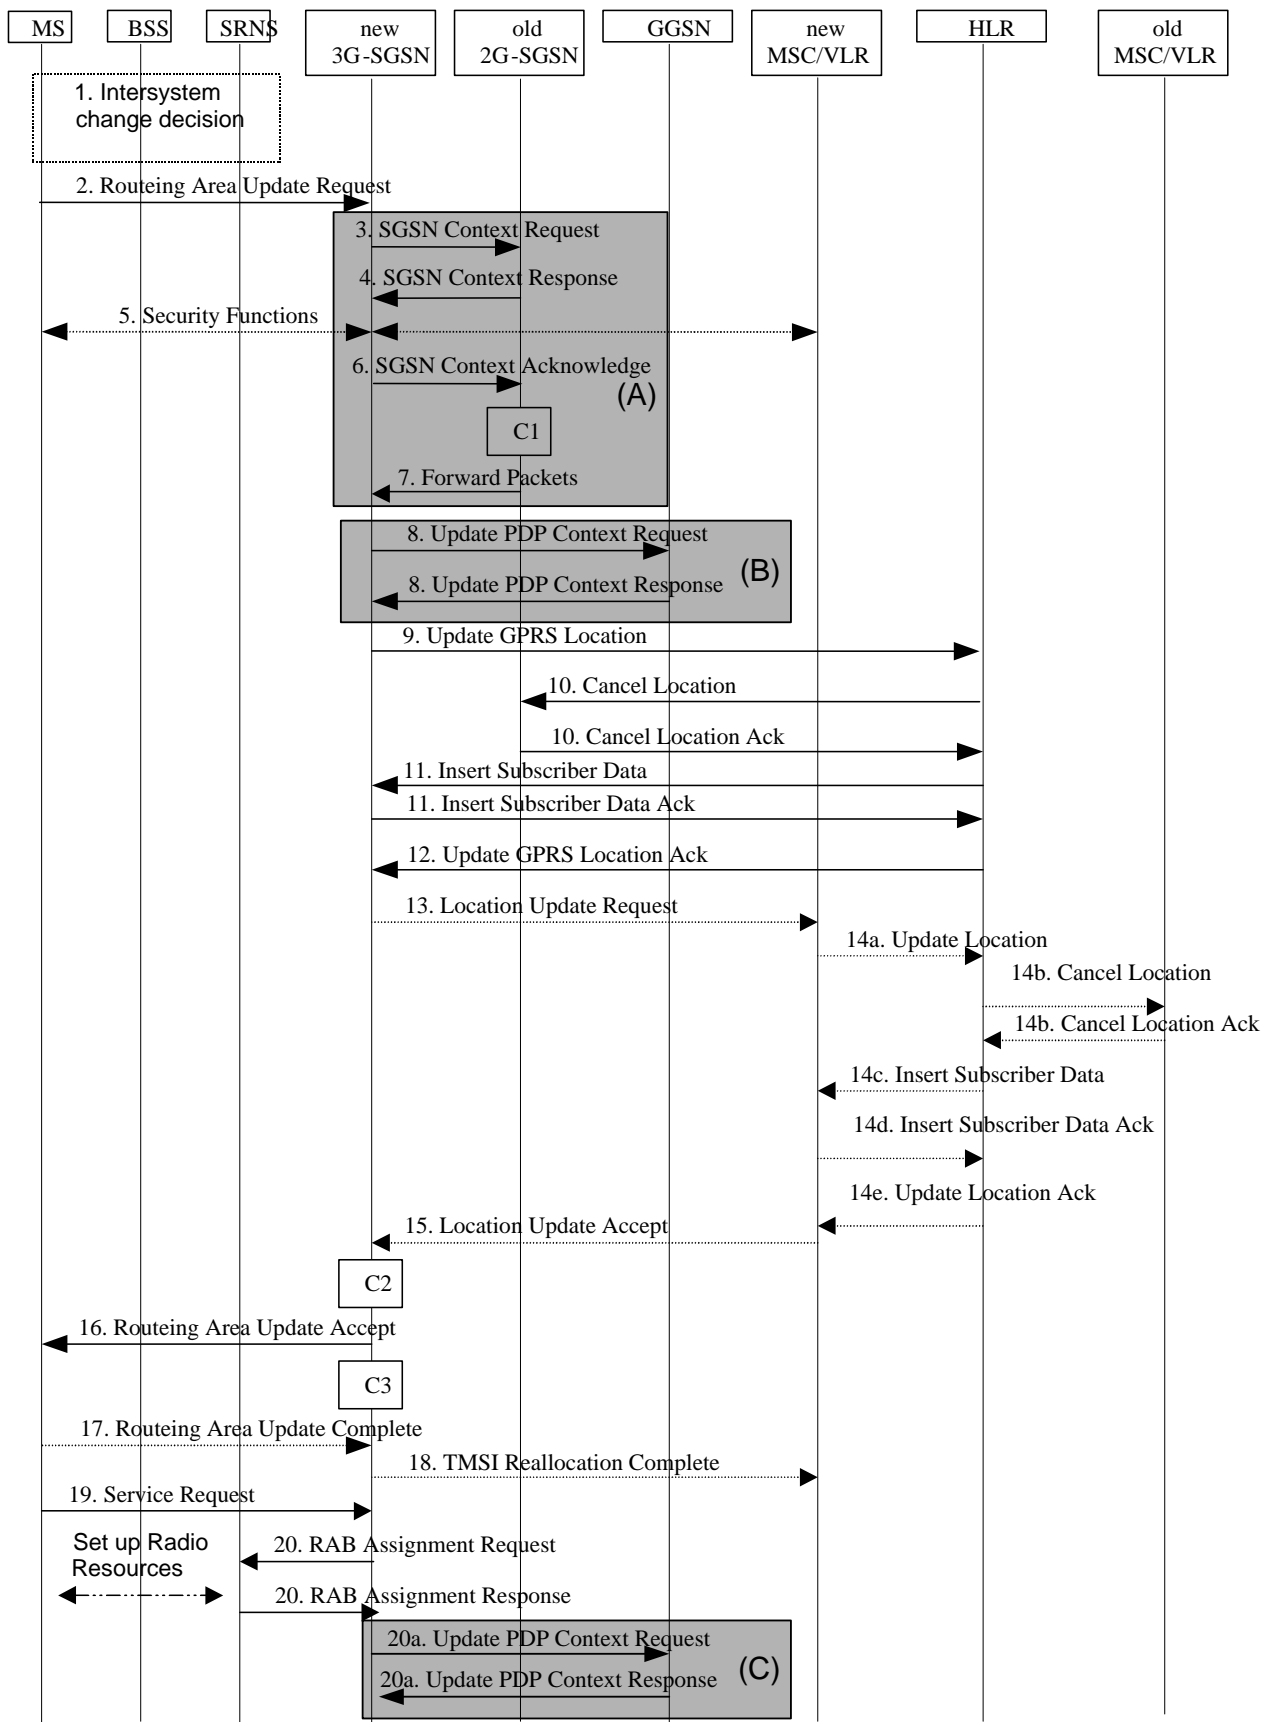 MS
BSS
SRNS
new
3G-SGSN
old
2G-SGSN
GGSN
new
MSC/VLR
HLR
old
MSC/VLR
1. Intersystem
change decision
2. Routeing Area Update Request
3. SGSN Context Request
4. SGSN Context Response
5. Security Functions
6. SGSN Context Acknowledge
(A)
C1
7. Forward Packets
8. Update PDP Context Request
(B)
8. Update PDP Context Response
9. Update GPRS Location
10. Cancel Location
10. Cancel Location Ack
11. Insert Subscriber Data
11. Insert Subscriber Data Ack
12. Update GPRS Location Ack
13. Location Update Request
14a. Update Location
14b. Cancel Location
14b. Cancel Location Ack
14c. Insert Subscriber Data
14d. Insert Subscriber Data Ack
14e. Update Location Ack
15. Location Update Accept
C2
16. Routeing Area Update Accept
C3
17. Routeing Area Update Complete
18. TMSI Reallocation Complete
19. Service Request
Set up Radio
Resources
20. RAB Assignment Request
20. RAB Assignment Response
20a. Update PDP Context Request
(C)
20a. Update PDP Context Response